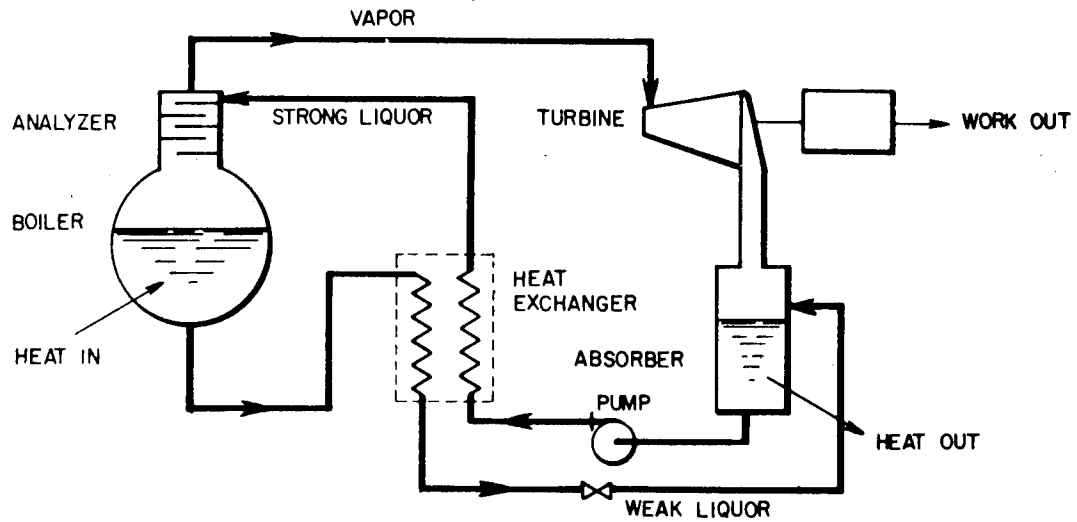 VAPOR
ANALYZER
STRONG LIQUOR
TURBINE
WORK OUT
BOILER
HEAT
EXCHANGER
HEAT IN
ABSORBER
PUMP
HEAT OUT
WEAK LIQUOR